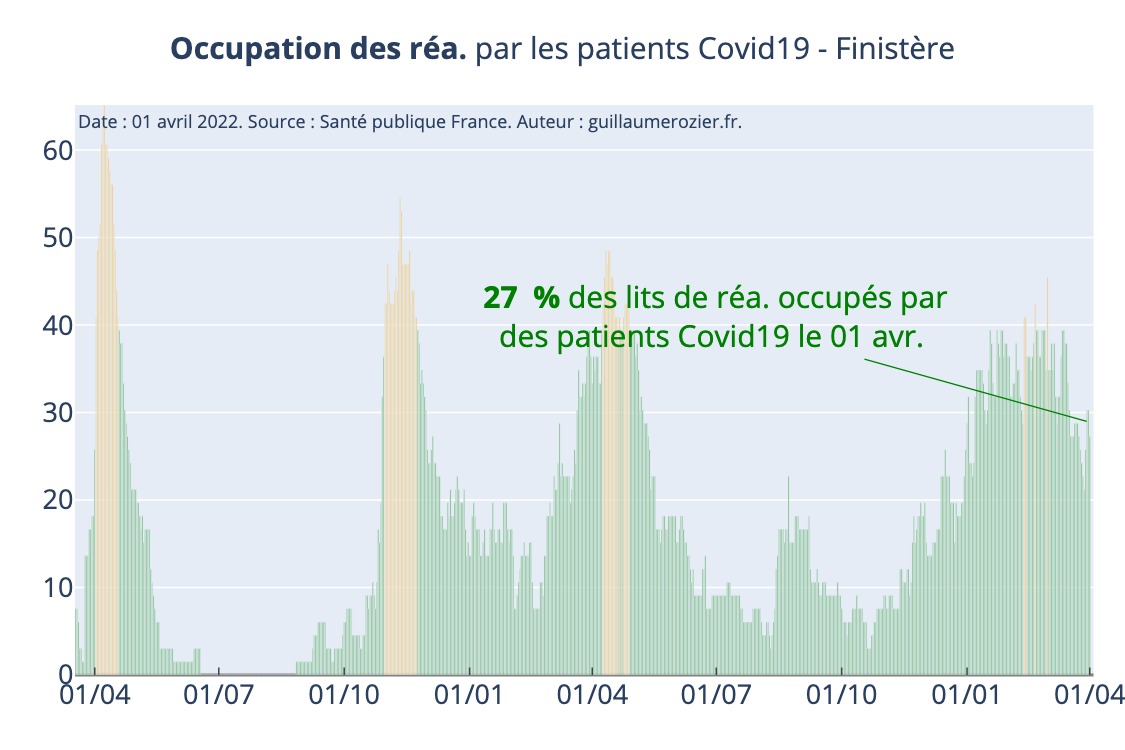 Occupation des réa. par les patients Covid19 - Finistère
Date : 01 avril 2022. Source : Santé publique France. Auteur : guillaumerozier.fr.
60
50
27 % des lits de réa. occupés par
40
des patients Covid19 le 01 avr.
30
20
10
0
01/04 01/07 01/10 01/01 01/04 01/07 01/10 01/01 01/04